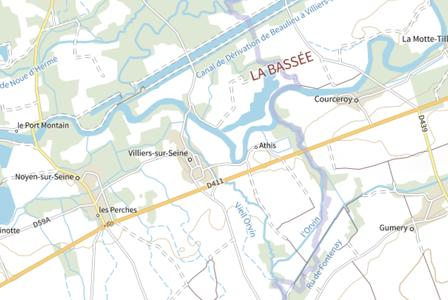 Canal de Dérivation de Beaulieu à Villiers-s
La Motte-Till
de Noue d'Hermé
LA BASSÉE
Courceroy
le Port Montain
D439
Athis
Villiers-sur-Seine
Noyen-sur-Seine
D411
les Perches
Vieil Orvin
l'Orvin
D59A
Gumery
inotte
Ru de Fontenay